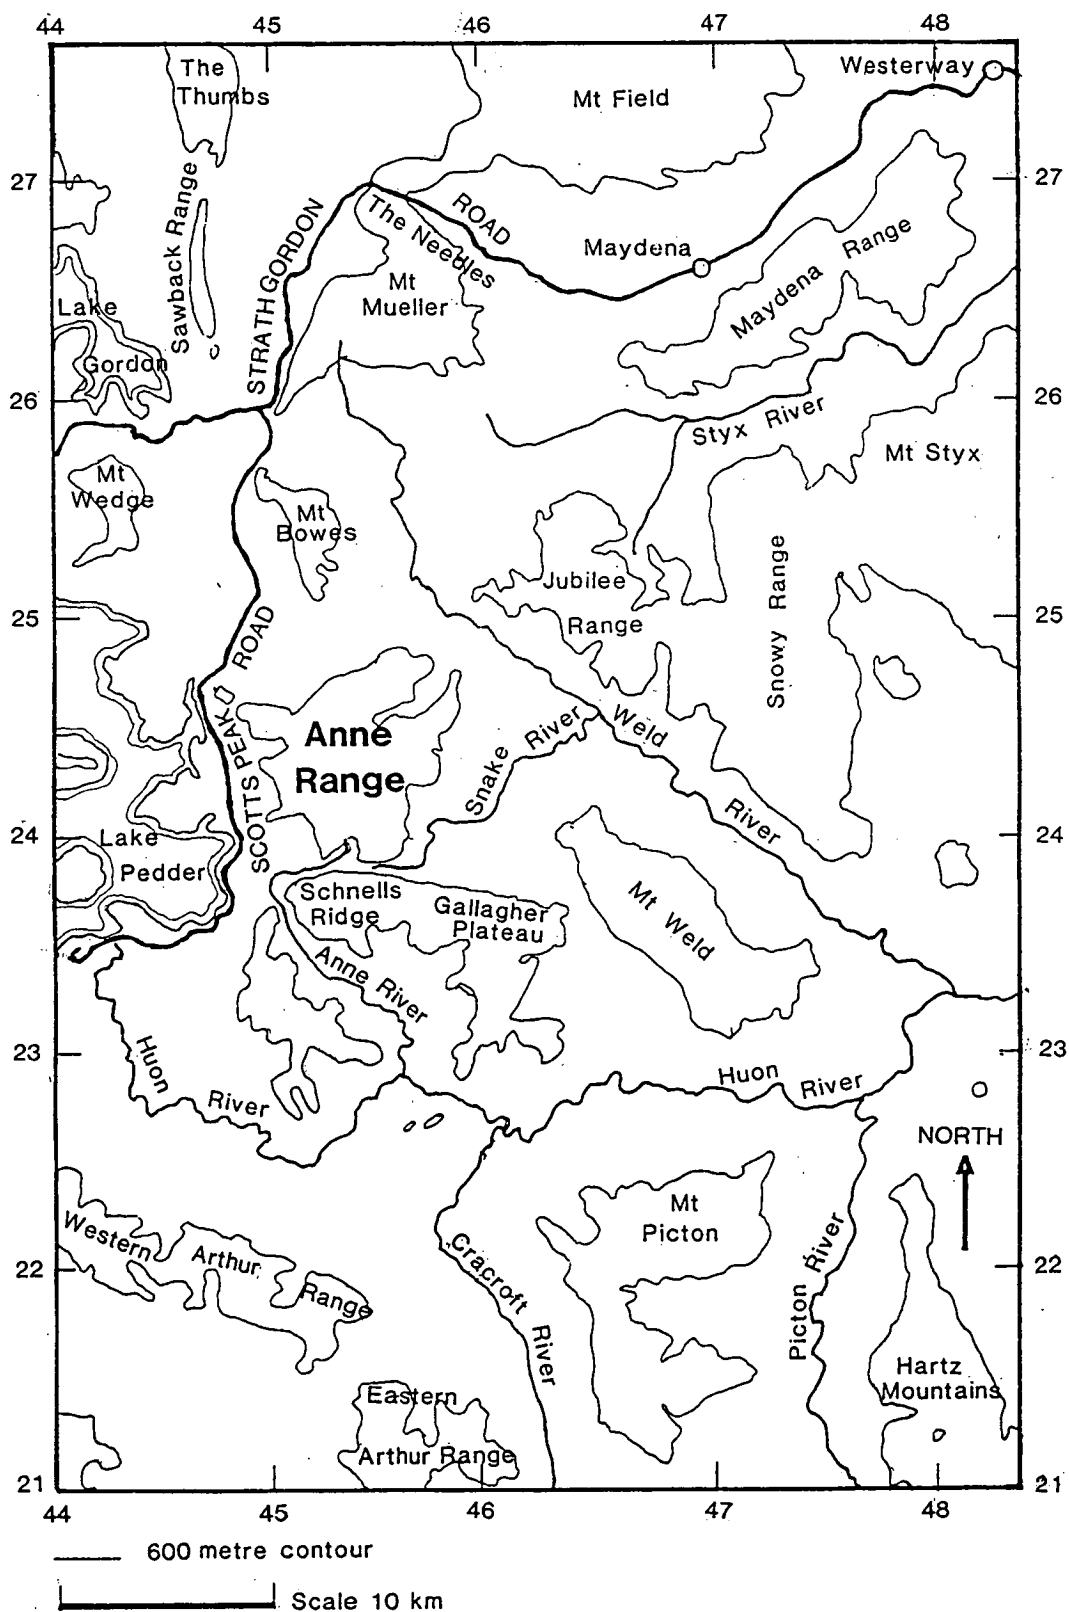 44 45 46 47 48
The
Thumbs
Mt Field
Westerway
27
27
Sawback Range
STRATHGORDON
ROAD
The Needles
Maydena
Maydena Range
Mt
Mueller
Lake
Gordon
26
26
Styx River
Mt Styx
Mt
Wedge
Mt
Bowes
Jubilee
Range
Snowy Range
25
25
SCOTTS PEAK ROAD
Anne
Range
Snake River
Weld River
24
24
Lake
Pedder
Schnells
Ridge
Gallagher
Plateau
Mt Weld
Anne River
23
23
Huon River
Huon River
NORTH
Western Arthur Range
Mt
Picton
Cracroft River
Picton River
22
22
Hartz
Mountains
Eastern
Arthur Range
21
21
44 45 46 47 48
600 metre contour
Scale 10 km